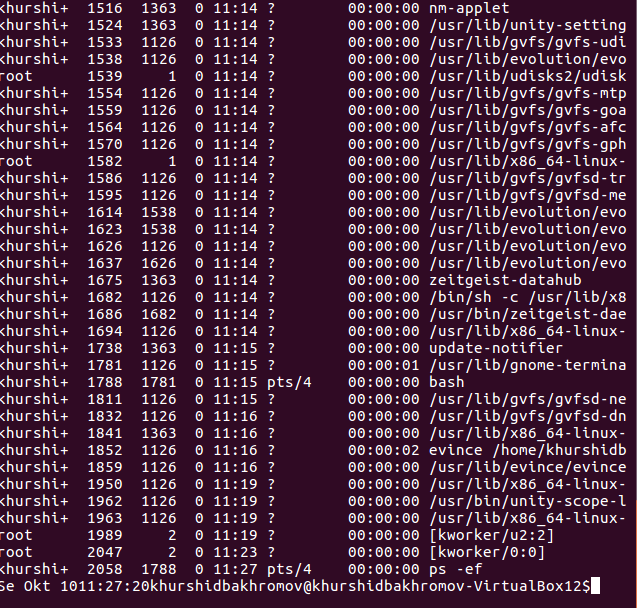 khurshi+  1516  1363  0 11:14 ?        00:00:00 nm-applet
khurshi+  1524  1363  0 11:14 ?        00:00:00 /usr/lib/unity-setting
khurshi+  1533  1126  0 11:14 ?        00:00:00 /usr/lib/gvfs/gvfs-udi
khurshi+  1538  1126  0 11:14 ?        00:00:00 /usr/lib/evolution/evo
root      1539     1  0 11:14 ?        00:00:00 /usr/lib/udisks2/udisk
khurshi+  1554  1126  0 11:14 ?        00:00:00 /usr/lib/gvfs/gvfs-mtp
khurshi+  1559  1126  0 11:14 ?        00:00:00 /usr/lib/gvfs/gvfs-goa
khurshi+  1564  1126  0 11:14 ?        00:00:00 /usr/lib/gvfs/gvfs-afc
khurshi+  1570  1126  0 11:14 ?        00:00:00 /usr/lib/gvfs/gvfs-gph
root      1582     1  0 11:14 ?        00:00:00 /usr/lib/x86_64-linux-
khurshi+  1586  1126  0 11:14 ?        00:00:00 /usr/lib/gvfs/gvfsd-tr
khurshi+  1595  1126  0 11:14 ?        00:00:00 /usr/lib/gvfs/gvfsd-me
khurshi+  1614  1538  0 11:14 ?        00:00:00 /usr/lib/evolution/evo
khurshi+  1623  1538  0 11:14 ?        00:00:00 /usr/lib/evolution/evo
khurshi+  1626  1126  0 11:14 ?        00:00:00 /usr/lib/evolution/evo
khurshi+  1637  1626  0 11:14 ?        00:00:00 /usr/lib/evolution/evo
khurshi+  1675  1363  0 11:14 ?        00:00:00 zeitgeist-datahub
khurshi+  1682  1126  0 11:14 ?        00:00:00 /bin/sh -c /usr/lib/x8
khurshi+  1686  1682  0 11:14 ?        00:00:00 /usr/bin/zeitgeist-dae
khurshi+  1694  1126  0 11:14 ?        00:00:00 /usr/lib/x86_64-linux-
khurshi+  1738  1363  0 11:15 ?        00:00:00 update-notifier
khurshi+  1781  1126  0 11:15 ?        00:00:01 /usr/lib/gnome-termina
khurshi+  1788  1781  0 11:15 pts/4    00:00:00 bash
khurshi+  1811  1126  0 11:15 ?        00:00:00 /usr/lib/gvfs/gvfsd-ne
khurshi+  1832  1126  0 11:16 ?        00:00:00 /usr/lib/gvfs/gvfsd-dn
khurshi+  1841  1363  0 11:16 ?        00:00:00 /usr/lib/x86_64-linux-
khurshi+  1852  1126  0 11:16 ?        00:00:02 evince /home/khurshidb
khurshi+  1859  1126  0 11:16 ?        00:00:00 /usr/lib/evince/evince
khurshi+  1950  1126  0 11:19 ?        00:00:00 /usr/lib/x86_64-linux-
khurshi+  1962  1126  0 11:19 ?        00:00:00 /usr/bin/unity-scope-l
khurshi+  1963  1126  0 11:19 ?        00:00:00 /usr/lib/x86_64-linux-
root      1989     2  0 11:19 ?        00:00:00 [kworker/u2:2]
root      2047     2  0 11:23 ?        00:00:00 [kworker/0:0]
khurshi+  2058  1788  0 11:27 pts/4    00:00:00 ps -ef
Se Okt 1011:27:20khurshidbakhromov@khurshidbakhromov-VirtualBox12$